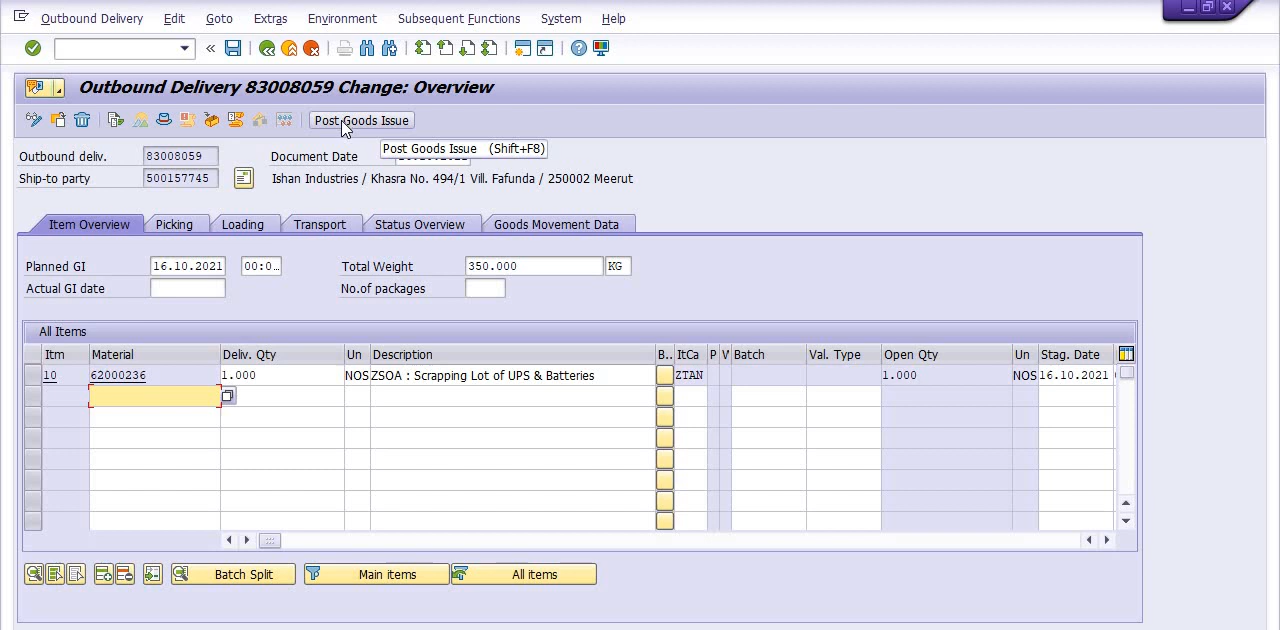 Outbound Delivery Edit Goto Extras Environment Subsequent Functions System Help
Outbound Delivery 83008059 Change: Overview
Post Goods Issue
Post Goods Issue (Shift+F8)
Outbound deliv. 83008059 Document Date
Ship-to party 500157745 Ishan Industries / Khasra No. 494/1 Vill. Fafunda / 250002 Meerut
Item Overview Picking Loading Transport Status Overview Goods Movement Data
Planned GI 16.10.2021 00:0… Total Weight 350.000 KG
Actual GI date No.of packages
All Items
Itm Material Deliv. Qty Un Description B.. ItCa P W Batch Val. Type Open Qty Un Stag. Date
10 62000236 1.000 NOS ZSOA : Scrapping Lot of UPS & Batteries ZTAN 1.000 NOS 16.10.2021
Batch Split Main items All items